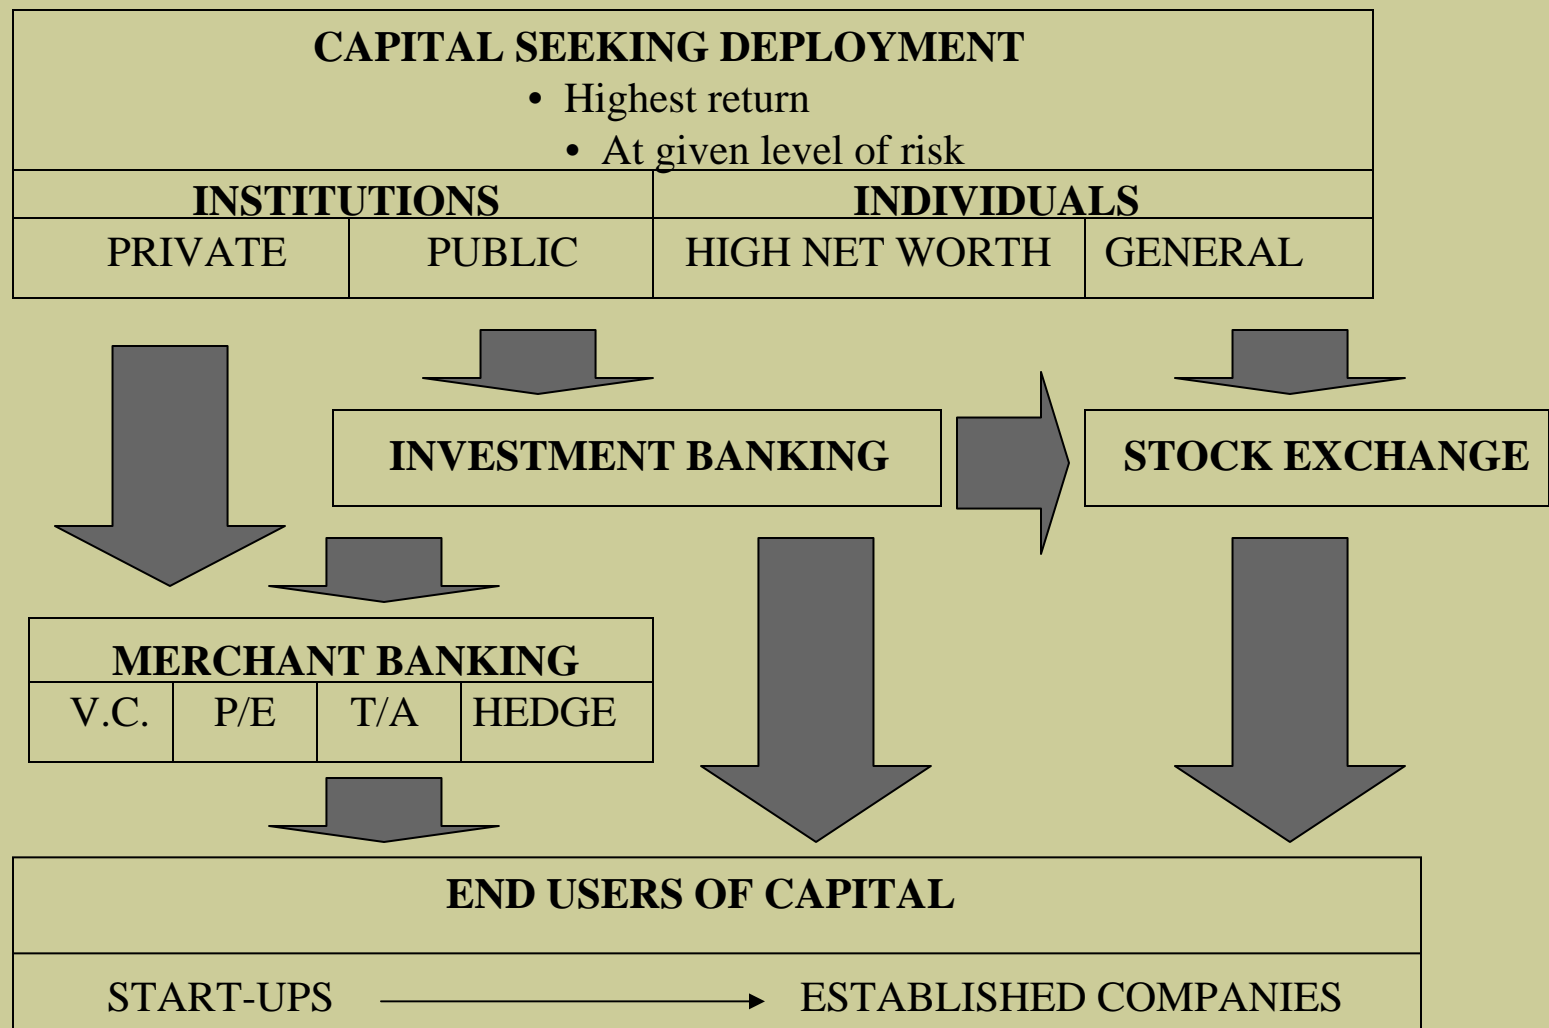 CAPITAL SEEKING DEPLOYMENT
• Highest return
• At given level of risk
INSTITUTIONS INDIVIDUALS
PRIVATE PUBLIC HIGH NET WORTH GENERAL
INVESTMENT BANKING STOCK EXCHANGE
MERCHANT BANKING
V.C. P/E T/A HEDGE
END USERS OF CAPITAL
START-UPS ESTABLISHED COMPANIES